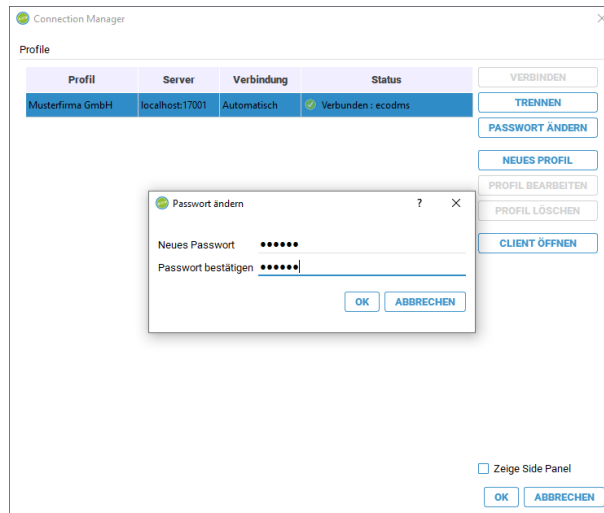 Connection Manager
Profile
Profil Server Verbindung Status
Musterfirma GmbH localhost:17001 Automatisch Verbunden : ecodms
VERBINDEN
TRENNEN
PASSWORT ÄNDERN
NEUES PROFIL
PROFIL BEARBEITEN
PROFIL LÖSCHEN
CLIENT ÖFFNEN
Passwort ändern ?
Neues Passwort ●●●●●●
Passwort bestätigen ●●●●●●
OK ABBRECHEN
Zeige Side Panel
OK ABBRECHEN